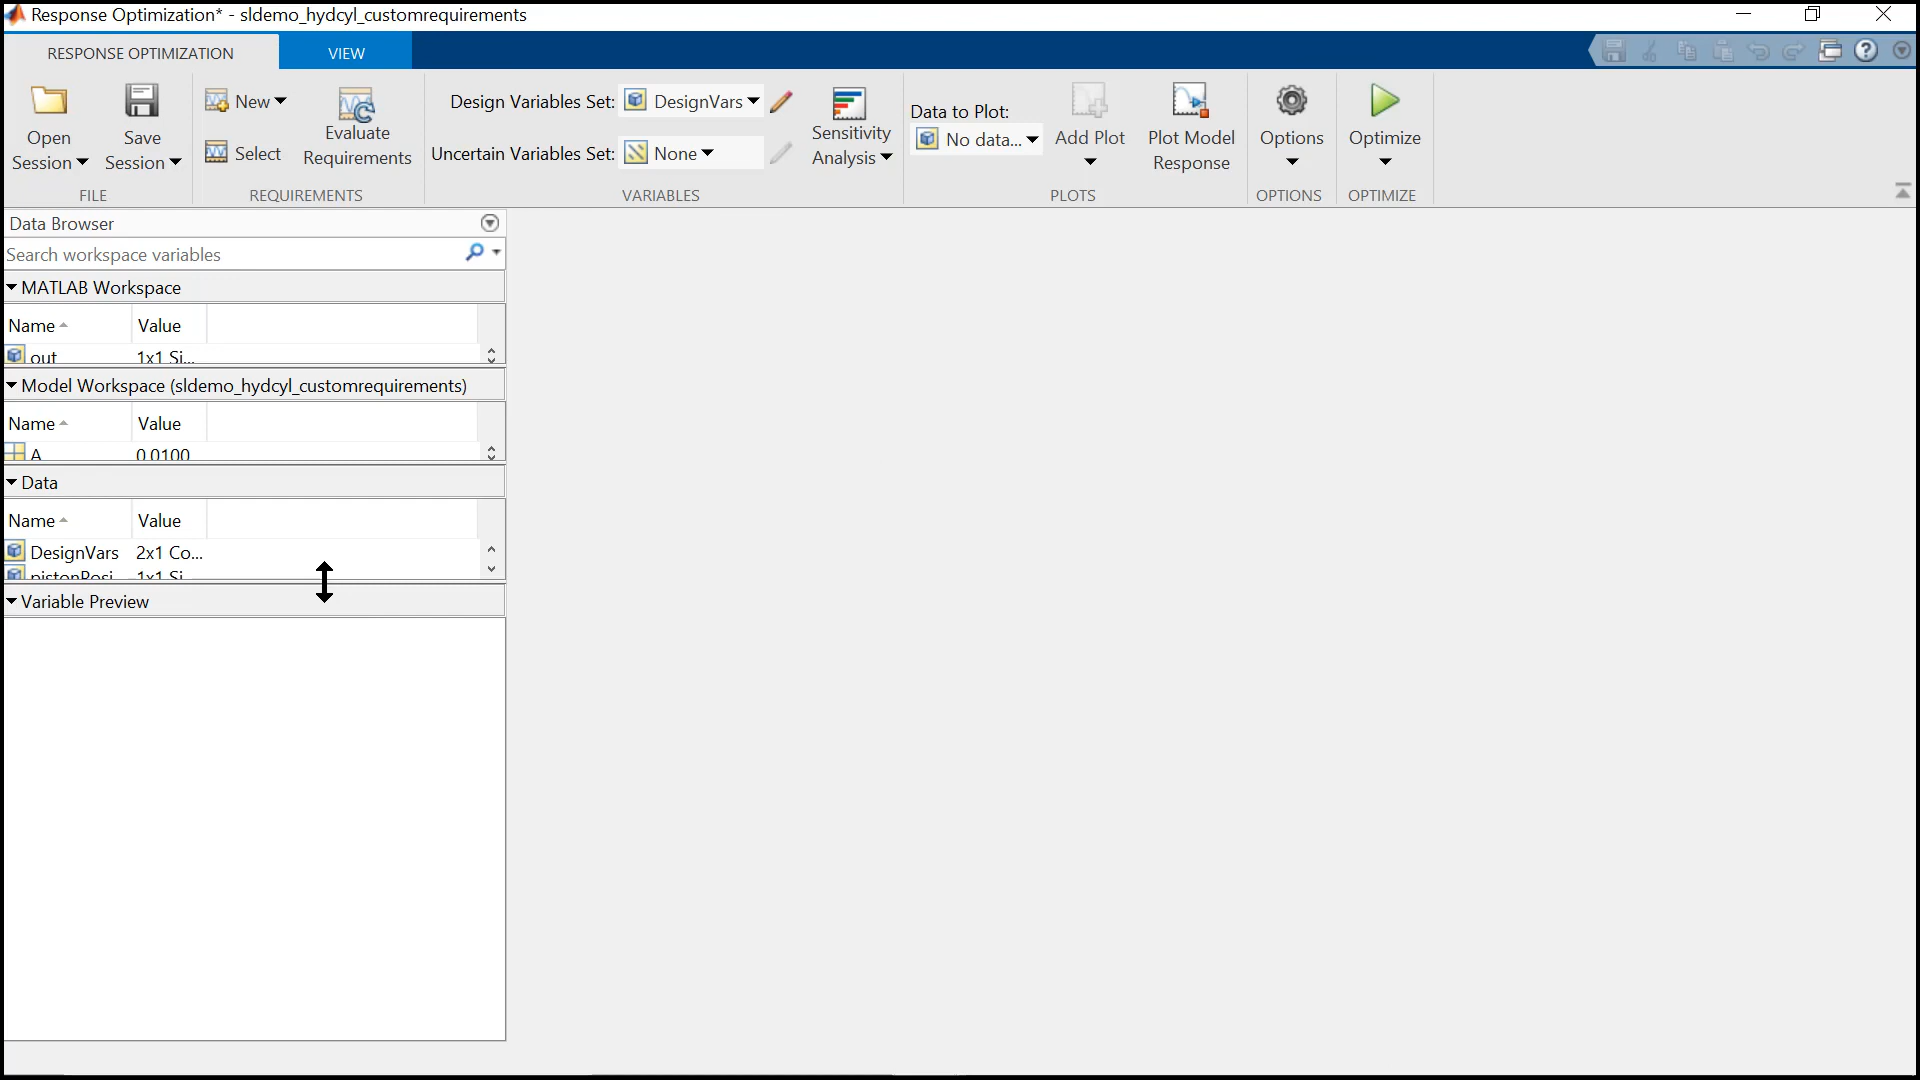 Response Optimization* - sldemo_hydcyl_customrequirements
RESPONSE OPTIMIZATION
VIEW
Open
Session
Save
Session
FILE
New
Select
Evaluate
Requirements
REQUIREMENTS
Design Variables Set:
DesignVars
Uncertain Variables Set:
None
Sensitivity
Analysis
VARIABLES
Data to Plot:
No data...
Add Plot
Plot Model
Response
PLOTS
Options
OPTIONS
Optimize
OPTIMIZE
Data Browser
Search workspace variables
MATLAB Workspace
Name Value
out 1x1 Si...
Model Workspace (sldemo_hydcyl_customrequirements)
Name Value
A 0.0100
Data
Name Value
DesignVars 2x1 Co...
pistonPosi... 1x1 Si...
Variable Preview